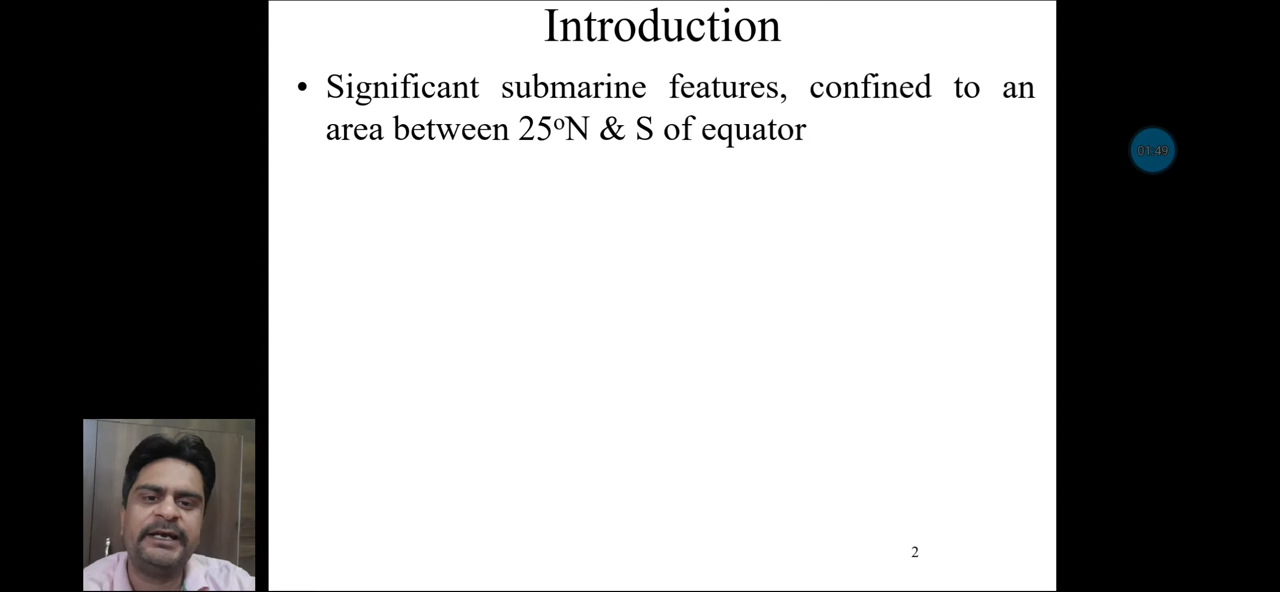 Introduction
• Significant submarine features, confined to an
area between 25ºN & S of equator
01:49
2